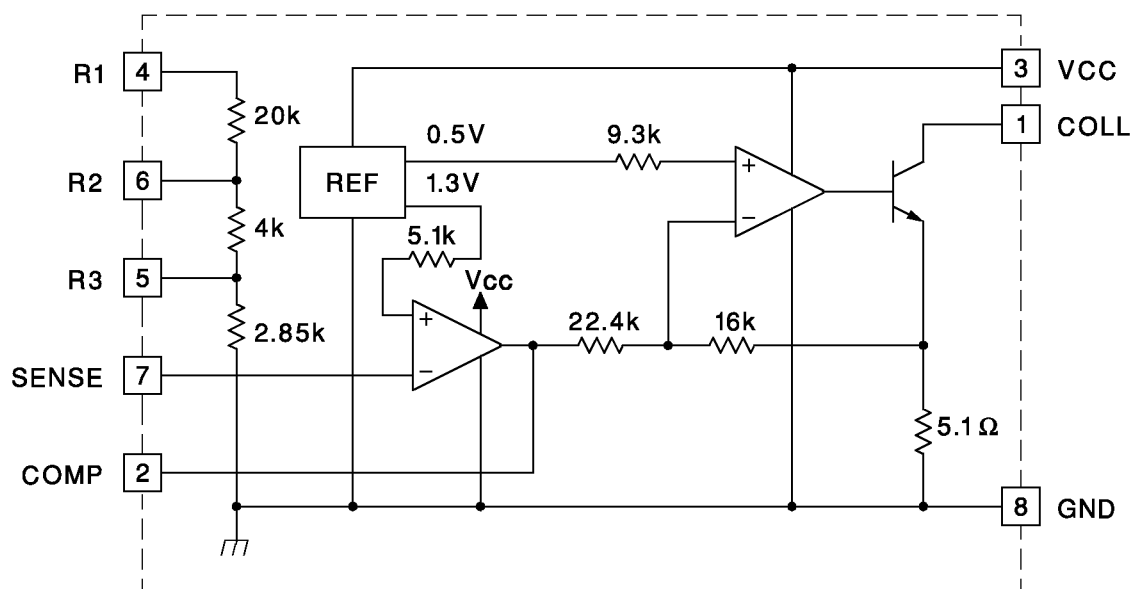 R1 4
20k
R2 6
4k
R3 5
2.85k
SENSE 7
COMP 2
REF
0.5V
1.3V
5.1k
Vcc
+
−
9.3k
+
−
22.4k
16k
5.1Ω
3 VCC
1 COLL
8 GND